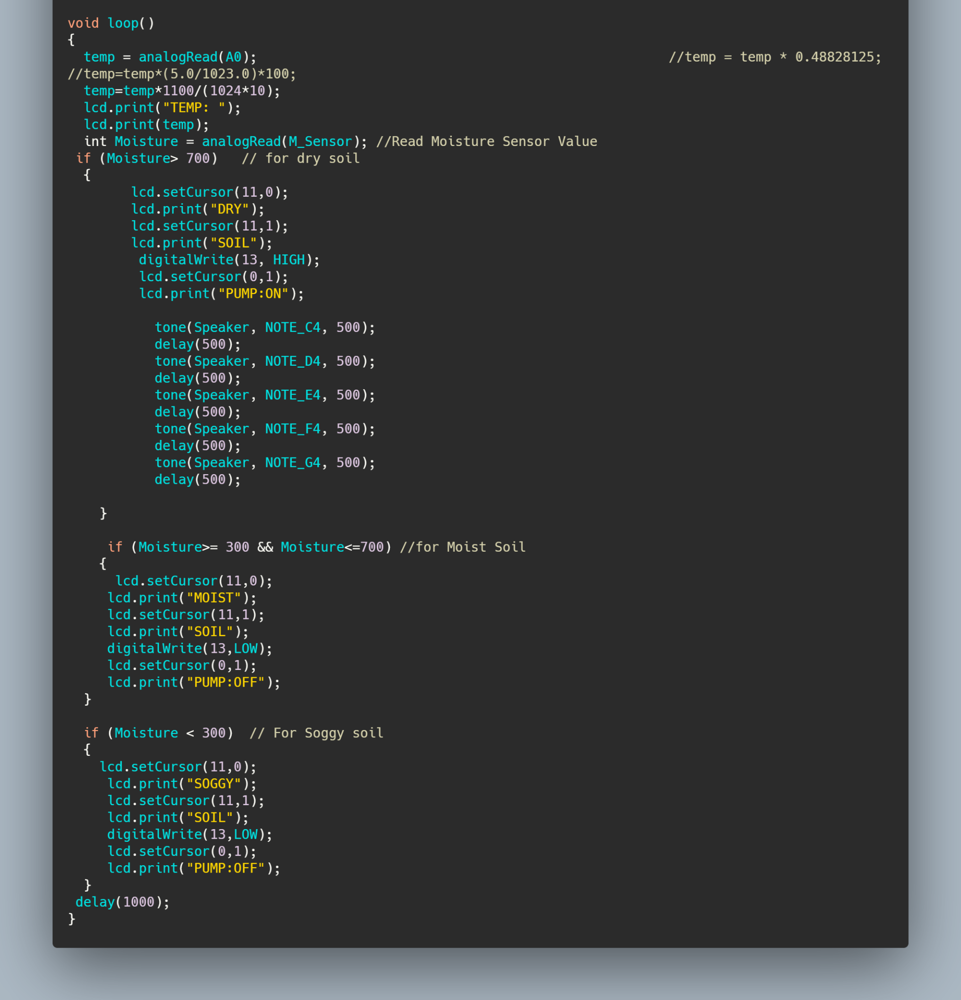 void loop()
{
  temp = analogRead(A0);                                                    //temp = temp * 0.48828125;
//temp=temp*(5.0/1023.0)*100;
  temp=temp*1100/(1024*10);
  lcd.print("TEMP: ");
  lcd.print(temp);
  int Moisture = analogRead(M_Sensor); //Read Moisture Sensor Value
 if (Moisture> 700)   // for dry soil
  {
        lcd.setCursor(11,0);
        lcd.print("DRY");
        lcd.setCursor(11,1);
        lcd.print("SOIL");
         digitalWrite(13, HIGH);
         lcd.setCursor(0,1);
         lcd.print("PUMP:ON");
           tone(Speaker, NOTE_C4, 500);
           delay(500);
           tone(Speaker, NOTE_D4, 500);
           delay(500);
           tone(Speaker, NOTE_E4, 500);
           delay(500);
           tone(Speaker, NOTE_F4, 500);
           delay(500);
           tone(Speaker, NOTE_G4, 500);
           delay(500);
    }
     if (Moisture>= 300 && Moisture<=700) //for Moist Soil
    {
      lcd.setCursor(11,0);
     lcd.print("MOIST");
     lcd.setCursor(11,1);
     lcd.print("SOIL");
     digitalWrite(13,LOW);
     lcd.setCursor(0,1);
     lcd.print("PUMP:OFF");
  }
  if (Moisture < 300)  // For Soggy soil
  {
    lcd.setCursor(11,0);
     lcd.print("SOGGY");
     lcd.setCursor(11,1);
     lcd.print("SOIL");
     digitalWrite(13,LOW);
     lcd.setCursor(0,1);
     lcd.print("PUMP:OFF");
  }
 delay(1000);
}